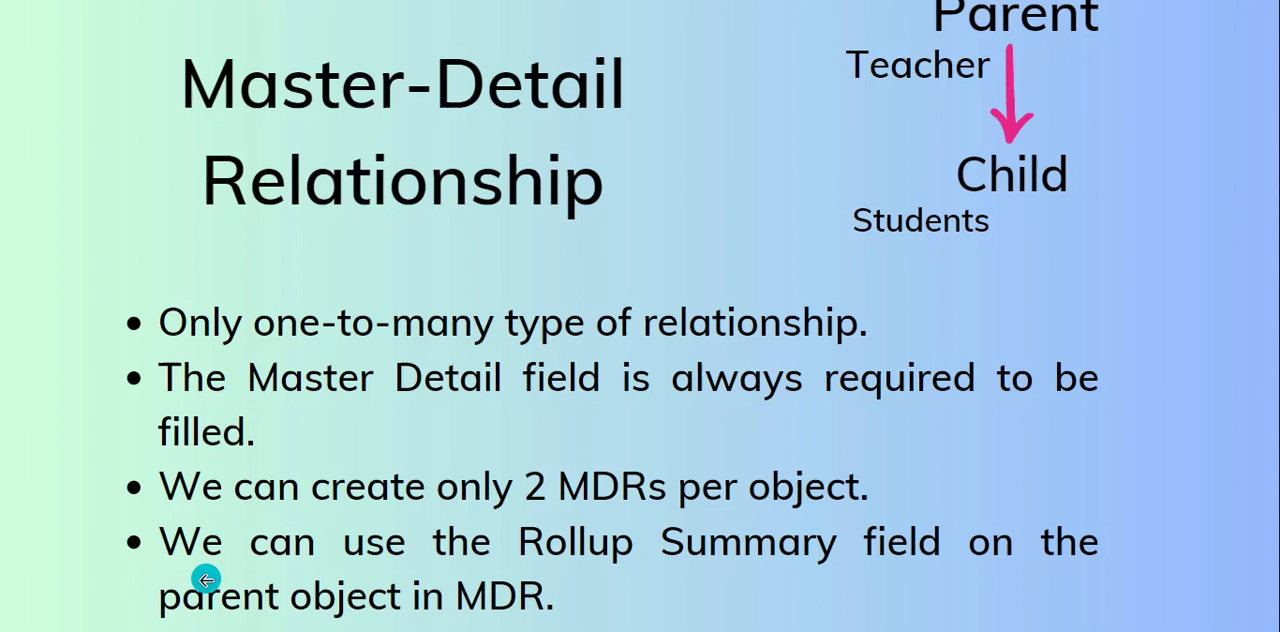 Parent
Master-Detail
Relationship
Teacher
Child
Students
• Only one-to-many type of relationship.
• The Master Detail field is always required to be
filled.
• We can create only 2 MDRs per object.
• We can use the Rollup Summary field on the
parent object in MDR.